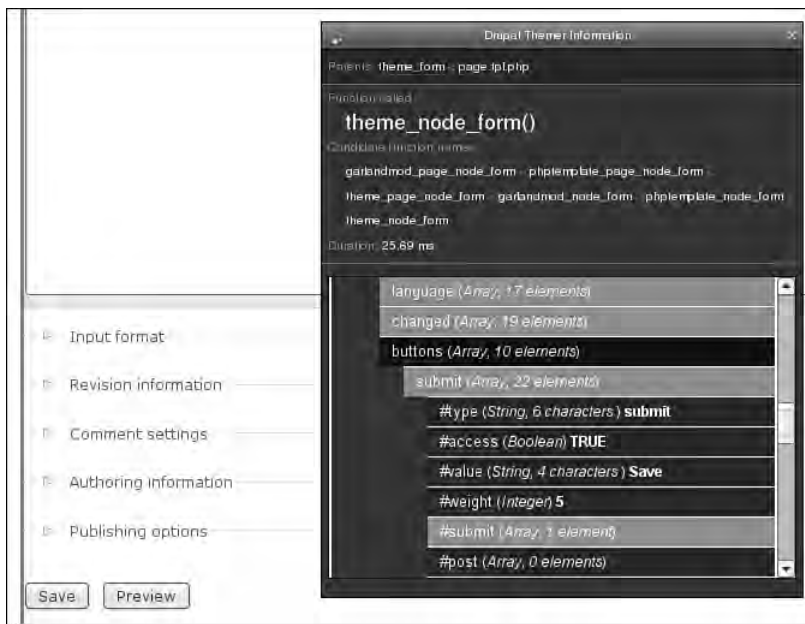 Drupal Themer Information ×
Parents: theme_form < page.tpl.php
Function called:
theme_node_form()
Candidate function names:
garlandmod_page_node_form < phptemplate_page_node_form <
theme_page_node_form < garlandmod_node_form < phptemplate_node_form <
theme_node_form
Duration: 25.69 ms
language (Array, 17 elements)
changed (Array, 19 elements)
buttons (Array, 10 elements)
submit (Array, 22 elements)
#type (String, 6 characters ) submit
#access (Boolean) TRUE
#value (String, 4 characters ) Save
#weight (Integer) 5
#submit (Array, 1 element)
#post (Array, 0 elements)
Input format
Revision information
Comment settings
Authoring information
Publishing options
Save Preview